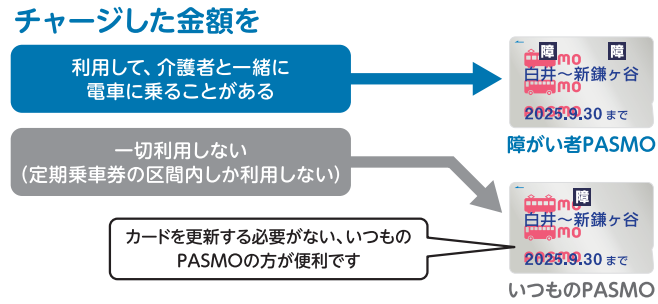 チャージした金額を
利用して、介護者と一緒に
電車に乗ることがある
障 障
白井〜新鎌ヶ谷
2025.9.30 まで
障がい者PASMO
一切利用しない
（定期乗車券の区間内しか利用しない）
障
白井〜新鎌ヶ谷
2025.9.30 まで
いつものPASMO
カードを更新する必要がない、いつもの
PASMOの方が便利です